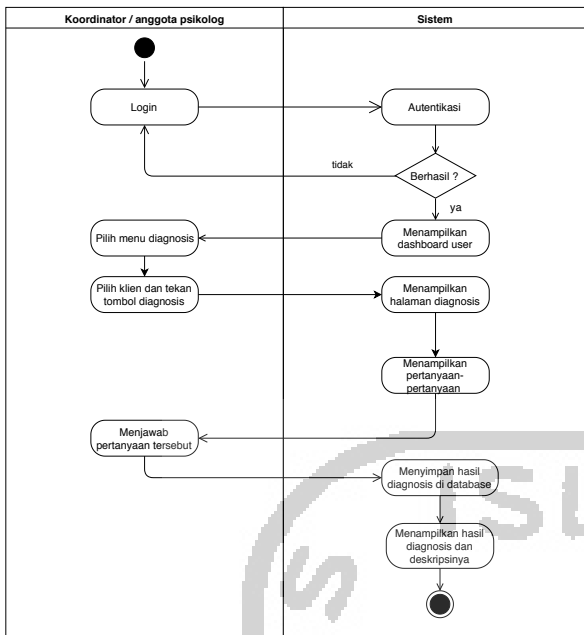 Koordinator / anggota psikolog
Sistem
Login
Autentikasi
tidak
Berhasil ?
ya
Pilih menu diagnosis
Menampilkan
dashboard user
Pilih klien dan tekan
tombol diagnosis
Menampilkan
halaman diagnosis
Menampilkan
pertanyaan-
pertanyaan
Menjawab
pertanyaan tersebut
Menyimpan hasil
diagnosis di database
Menampilkan hasil
diagnosis dan
deskripsinya